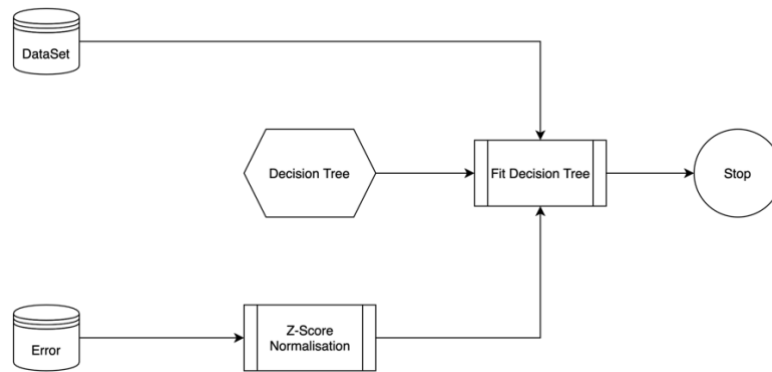 DataSet
Decision Tree
Fit Decision Tree
Stop
Error
Z-Score
Normalisation